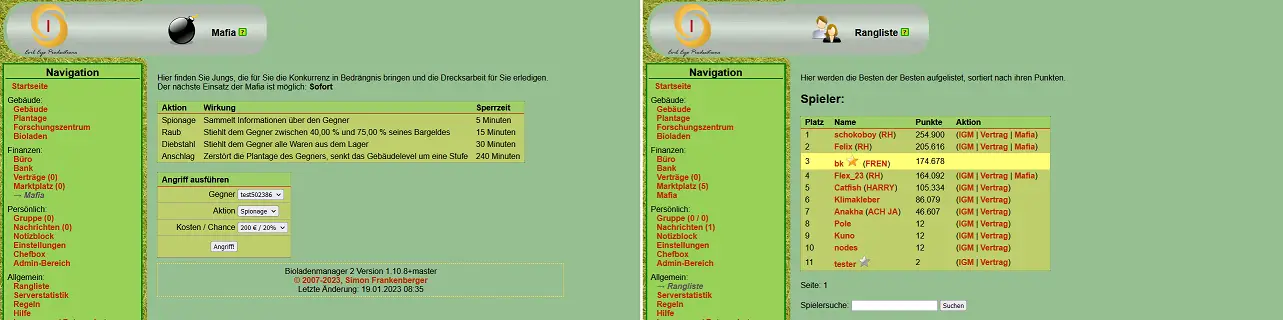 I
Evil Eye Productions
Mafia ?
Navigation
Startseite
Gebäude:
Gebäude
Plantage
Forschungszentrum
Bioladen
Finanzen:
Büro
Bank
Verträge (0)
Marktplatz (0)
→ Mafia
Persönlich:
Gruppe (0)
Nachrichten (0)
Notizblock
Einstellungen
Chefbox
Admin-Bereich
Allgemein:
Rangliste
Serverstatistik
Regeln
Hilfe
Hier finden Sie Jungs, die für Sie die Konkurrenz in Bedrängnis bringen und die Drecksarbeit für Sie erledigen.
Der nächste Einsatz der Mafia ist möglich: Sofort
Aktion Wirkung Sperrzeit
Spionage Sammelt Informationen über den Gegner 5 Minuten
Raub Stiehlt dem Gegner zwischen 40,00 % und 75,00 % seines Bargeldes 15 Minuten
Diebstahl Stiehlt dem Gegner alle Waren aus dem Lager 30 Minuten
Anschlag Zerstört die Plantage des Gegners, senkt das Gebäudelevel um eine Stufe 240 Minuten
Angriff ausführen
Gegner test502386
Aktion Spionage
Kosten / Chance 200 € / 20%
Angriff!
Bioladenmanager 2 Version 1.10.8+master
© 2007-2023, Simon Frankenberger
Letzte Änderung: 19.01.2023 08:35
I
Evil Eye Productions
Rangliste ?
Navigation
Startseite
Gebäude:
Gebäude
Plantage
Forschungszentrum
Bioladen
Finanzen:
Büro
Bank
Verträge (0)
Marktplatz (5)
Mafia
Persönlich:
Gruppe (0 / 0)
Nachrichten (1)
Notizblock
Einstellungen
Chefbox
Admin-Bereich
Allgemein:
→ Rangliste
Serverstatistik
Regeln
Hilfe
Hier werden die Besten der Besten aufgelistet, sortiert nach ihren Punkten.
Spieler:
Platz Name Punkte Aktion
1 schokoboy (RH) 254.900 (IGM | Vertrag | Mafia)
2 Felix (RH) 205.616 (IGM | Vertrag | Mafia)
3 bk (FREN) 174.678
4 Flex_23 (RH) 164.092 (IGM | Vertrag | Mafia)
5 Catfish (HARRY) 105.334 (IGM | Vertrag)
6 Klimakleber 86.079 (IGM | Vertrag)
7 Anakha (ACH JA) 46.607 (IGM | Vertrag)
8 Pole 12 (IGM | Vertrag)
9 Kuno 12 (IGM | Vertrag)
10 nodes 12 (IGM | Vertrag)
11 tester 2 (IGM | Vertrag)
Seite: 1
Spielersuche: Suchen